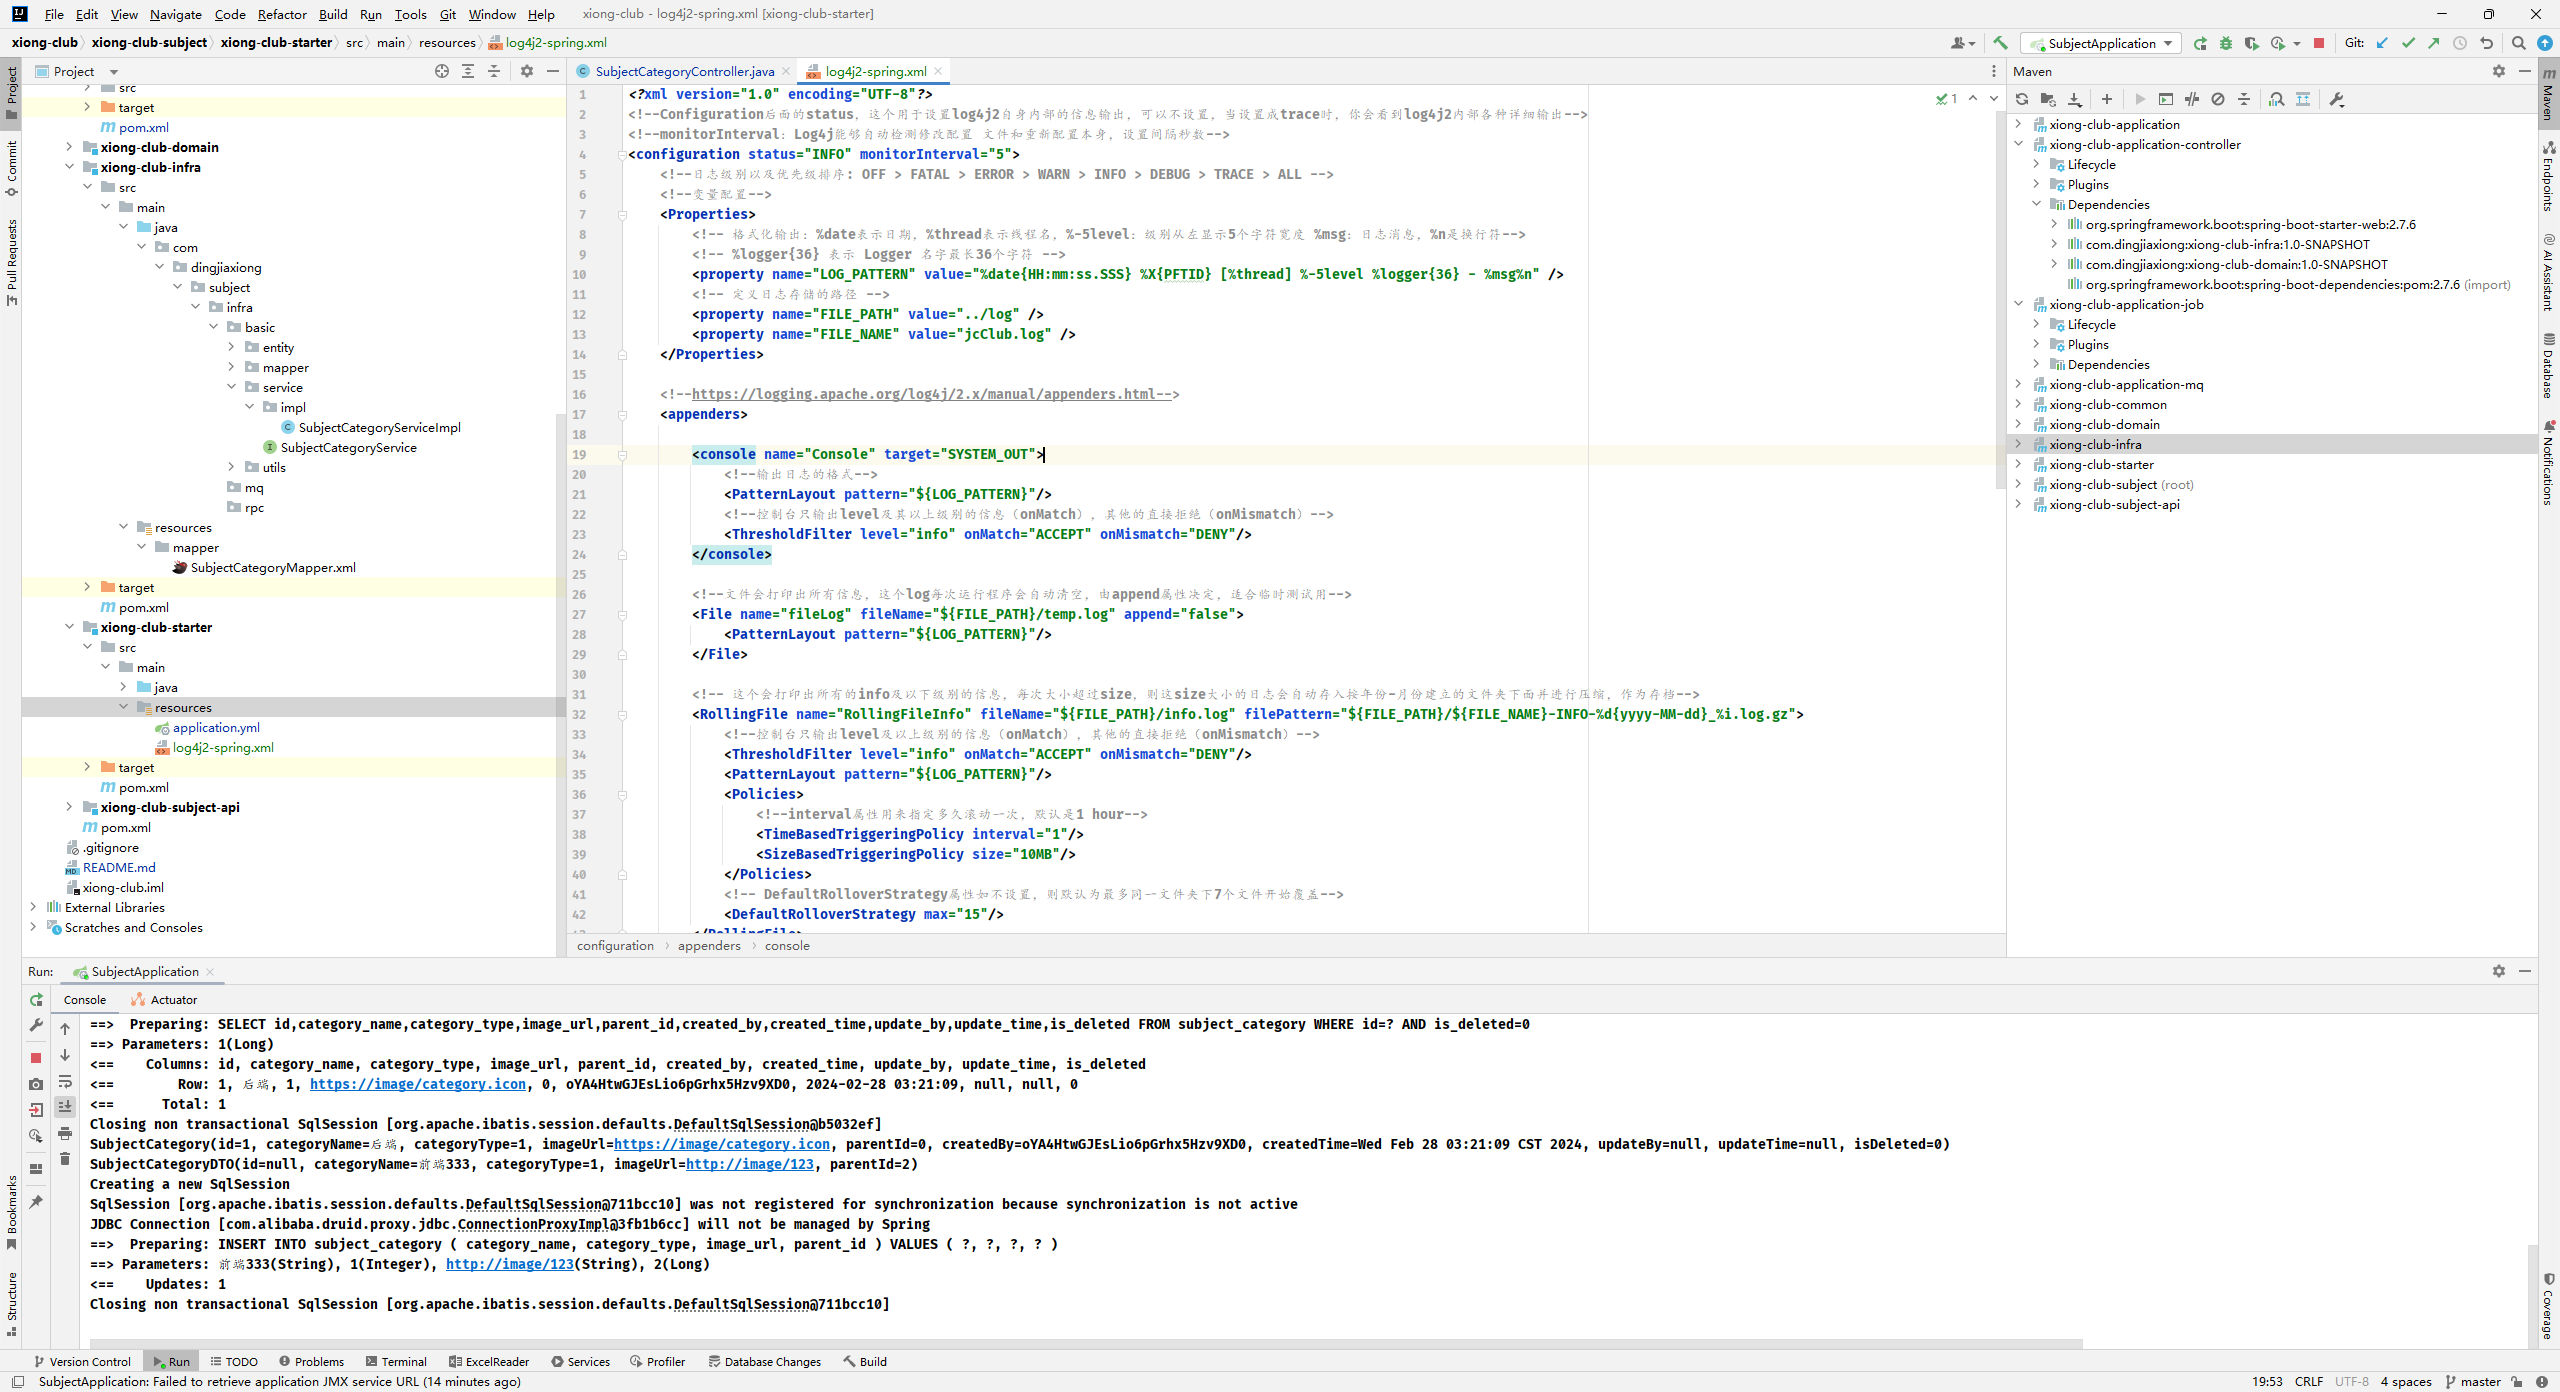 File Edit View Navigate Code Refactor Build Run Tools Git Window Help xiong-club - log4j2-spring.xml [xiong-club-starter]
xiong-club xiong-club-subject xiong-club-starter src main resources log4j2-spring.xml SubjectApplication Git:
Project
src
target
pom.xml
xiong-club-domain
xiong-club-infra
src
main
java
com
dingjiaxiong
subject
infra
basic
entity
mapper
service
impl
SubjectCategoryServiceImpl
SubjectCategoryService
utils
mq
rpc
resources
mapper
SubjectCategoryMapper.xml
target
pom.xml
xiong-club-starter
src
main
java
resources
application.yml
log4j2-spring.xml
target
pom.xml
xiong-club-subject-api
pom.xml
.gitignore
README.md
xiong-club.iml
External Libraries
Scratches and Consoles
Project
Commit
Pull Requests
Bookmarks
Structure
SubjectCategoryController.java log4j2-spring.xml
1 <?xml version="1.0" encoding="UTF-8"?>
2 <!--Configuration后面的status，这个用于设置log4j2自身内部的信息输出，可以不设置，当设置成trace时，你会看到log4j2内部各种详细输出-->
3 <!--monitorInterval：Log4j能够自动检测修改配置 文件和重新配置本身，设置间隔秒数-->
4 <configuration status="INFO" monitorInterval="5">
5 <!--日志级别以及优先级排序: OFF > FATAL > ERROR > WARN > INFO > DEBUG > TRACE > ALL -->
6 <!--变量配置-->
7 <Properties>
8 <!-- 格式化输出：%date表示日期，%thread表示线程名，%-5level：级别从左显示5个字符宽度 %msg：日志消息，%n是换行符-->
9 <!-- %logger{36} 表示 Logger 名字最长36个字符 -->
10 <property name="LOG_PATTERN" value="%date{HH:mm:ss.SSS} %X{PFTID} [%thread] %-5level %logger{36} - %msg%n" />
11 <!-- 定义日志存储的路径 -->
12 <property name="FILE_PATH" value="../log" />
13 <property name="FILE_NAME" value="jcClub.log" />
14 </Properties>
15
16 <!--https://logging.apache.org/log4j/2.x/manual/appenders.html-->
17 <appenders>
18
19 <console name="Console" target="SYSTEM_OUT">
20 <!--输出日志的格式-->
21 <PatternLayout pattern="${LOG_PATTERN}"/>
22 <!--控制台只输出level及其以上级别的信息（onMatch），其他的直接拒绝（onMismatch）-->
23 <ThresholdFilter level="info" onMatch="ACCEPT" onMismatch="DENY"/>
24 </console>
25
26 <!--文件会打印出所有信息，这个log每次运行程序会自动清空，由append属性决定，适合临时测试用-->
27 <File name="fileLog" fileName="${FILE_PATH}/temp.log" append="false">
28 <PatternLayout pattern="${LOG_PATTERN}"/>
29 </File>
30
31 <!-- 这个会打印出所有的info及以下级别的信息，每次大小超过size，则这size大小的日志会自动存入按年份-月份建立的文件夹下面并进行压缩，作为存档-->
32 <RollingFile name="RollingFileInfo" fileName="${FILE_PATH}/info.log" filePattern="${FILE_PATH}/${FILE_NAME}-INFO-%d{yyyy-MM-dd}_%i.log.gz">
33 <!--控制台只输出level及以上级别的信息（onMatch），其他的直接拒绝（onMismatch）-->
34 <ThresholdFilter level="info" onMatch="ACCEPT" onMismatch="DENY"/>
35 <PatternLayout pattern="${LOG_PATTERN}"/>
36 <Policies>
37 <!--interval属性用来指定多久滚动一次，默认是1 hour-->
38 <TimeBasedTriggeringPolicy interval="1"/>
39 <SizeBasedTriggeringPolicy size="10MB"/>
40 </Policies>
41 <!-- DefaultRolloverStrategy属性如不设置，则默认为最多同一文件夹下7个文件开始覆盖-->
42 <DefaultRolloverStrategy max="15"/>
</RollingFile>
1
configuration appenders console
Maven
xiong-club-application
xiong-club-application-controller
Lifecycle
Plugins
Dependencies
org.springframework.boot:spring-boot-starter-web:2.7.6
com.dingjiaxiong:xiong-club-infra:1.0-SNAPSHOT
com.dingjiaxiong:xiong-club-domain:1.0-SNAPSHOT
org.springframework.boot:spring-boot-dependencies:pom:2.7.6 (import)
xiong-club-application-job
Lifecycle
Plugins
Dependencies
xiong-club-application-mq
xiong-club-common
xiong-club-domain
xiong-club-infra
xiong-club-starter
xiong-club-subject (root)
xiong-club-subject-api
Maven
Endpoints
AI Assistant
Database
Notifications
Coverage
Run: SubjectApplication
Console Actuator
==>  Preparing: SELECT id,category_name,category_type,image_url,parent_id,created_by,created_time,update_by,update_time,is_deleted FROM subject_category WHERE id=? AND is_deleted=0
==> Parameters: 1(Long)
<==    Columns: id, category_name, category_type, image_url, parent_id, created_by, created_time, update_by, update_time, is_deleted
<==        Row: 1, 后端, 1, https://image/category.icon, 0, oYA4HtwGJEsLio6pGrhx5Hzv9XD0, 2024-02-28 03:21:09, null, null, 0
<==      Total: 1
Closing non transactional SqlSession [org.apache.ibatis.session.defaults.DefaultSqlSession@b5032ef]
SubjectCategory(id=1, categoryName=后端, categoryType=1, imageUrl=https://image/category.icon, parentId=0, createdBy=oYA4HtwGJEsLio6pGrhx5Hzv9XD0, createdTime=Wed Feb 28 03:21:09 CST 2024, updateBy=null, updateTime=null, isDeleted=0)
SubjectCategoryDTO(id=null, categoryName=前端333, categoryType=1, imageUrl=http://image/123, parentId=2)
Creating a new SqlSession
SqlSession [org.apache.ibatis.session.defaults.DefaultSqlSession@711bcc10] was not registered for synchronization because synchronization is not active
JDBC Connection [com.alibaba.druid.proxy.jdbc.ConnectionProxyImpl@3fb1b6cc] will not be managed by Spring
==>  Preparing: INSERT INTO subject_category ( category_name, category_type, image_url, parent_id ) VALUES ( ?, ?, ?, ? )
==> Parameters: 前端333(String), 1(Integer), http://image/123(String), 2(Long)
<==    Updates: 1
Closing non transactional SqlSession [org.apache.ibatis.session.defaults.DefaultSqlSession@711bcc10]
Version Control Run TODO Problems Terminal ExcelReader Services Profiler Database Changes Build
SubjectApplication: Failed to retrieve application JMX service URL (14 minutes ago) 19:53 CRLF UTF-8 4 spaces master